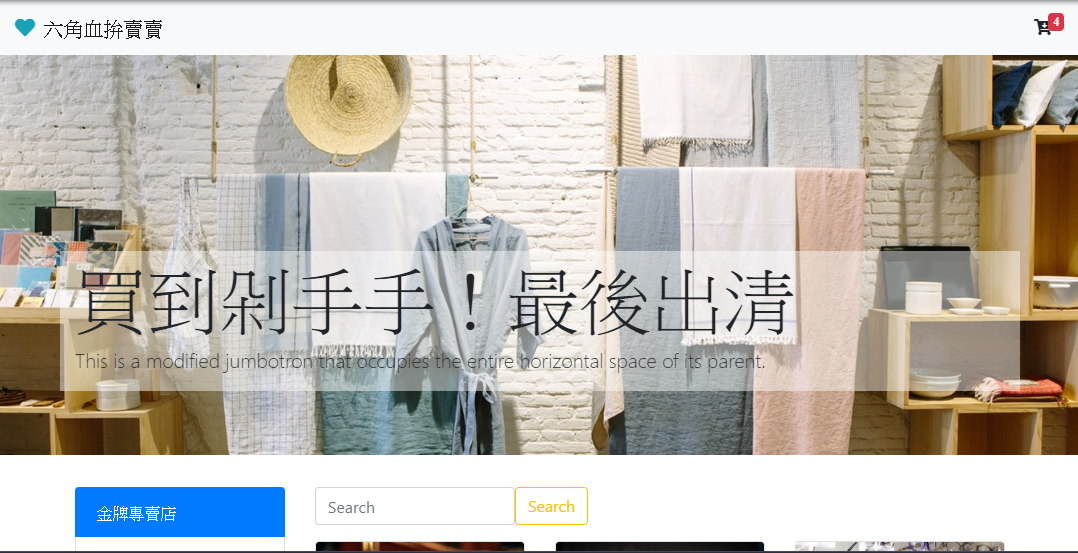 六角血拚賣賣
4
買到剁手手！最後出清
This is a modified jumbotron that occupies the entire horizontal space of its parent.
金牌專賣店
Search Search